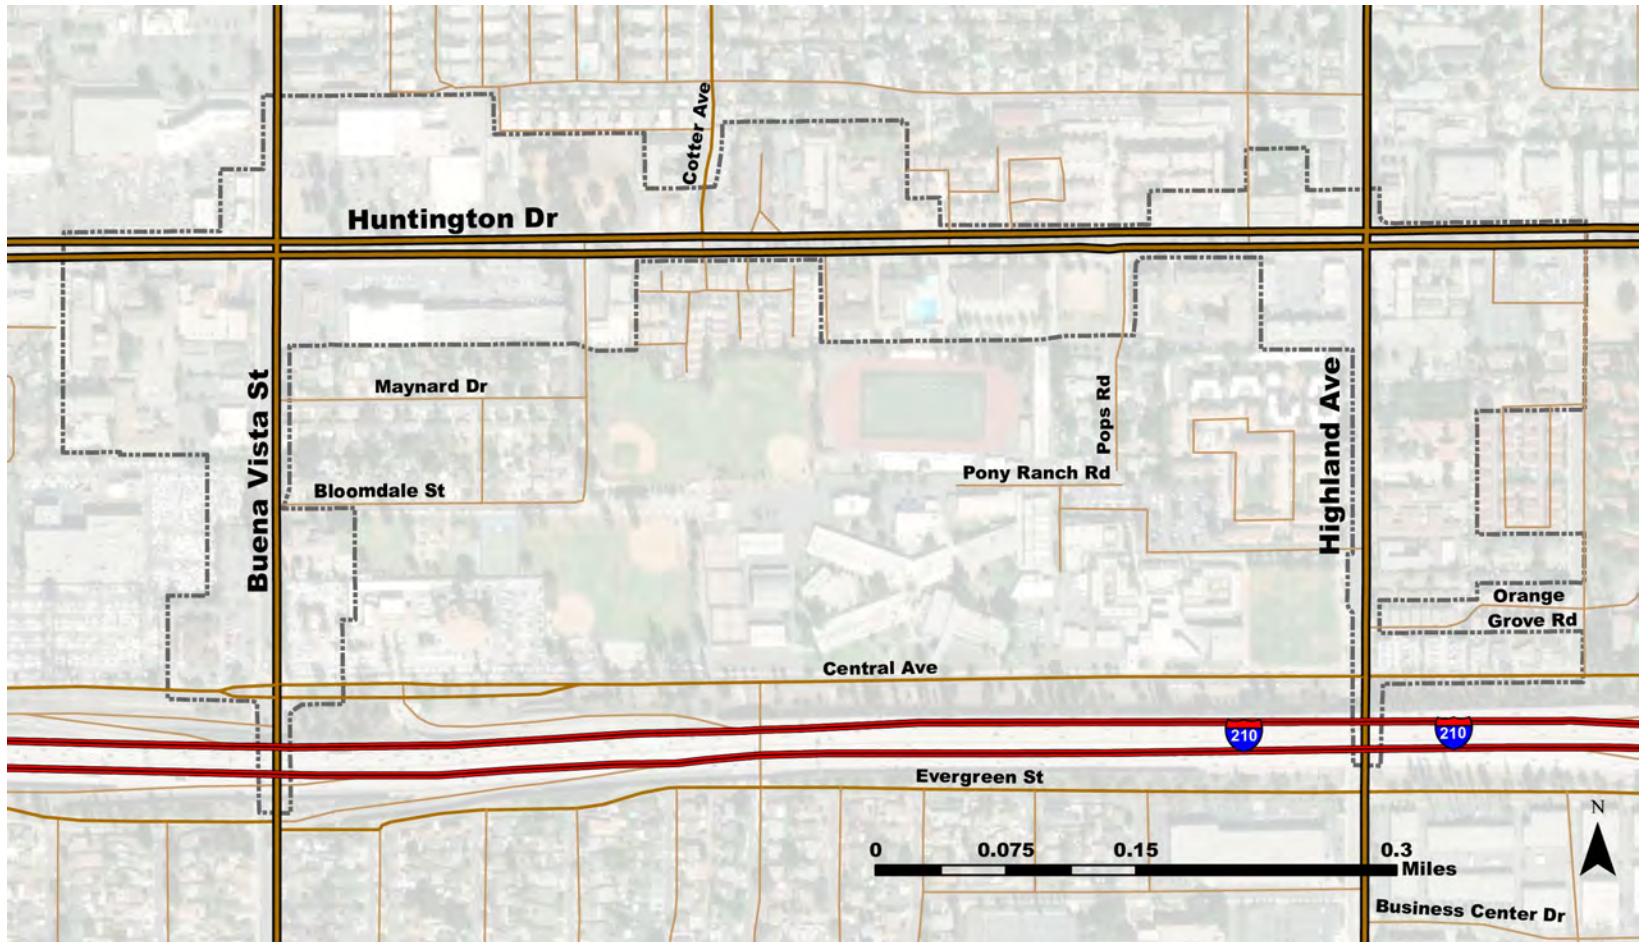 Cotter Ave
Huntington Dr
Buena Vista St
Maynard Dr
Bloomdale St
Pops Rd
Pony Ranch Rd
Highland Ave
Orange
Grove Rd
Central Ave
210
210
Evergreen St
N
0 0.075 0.15 0.3
Miles
Business Center Dr